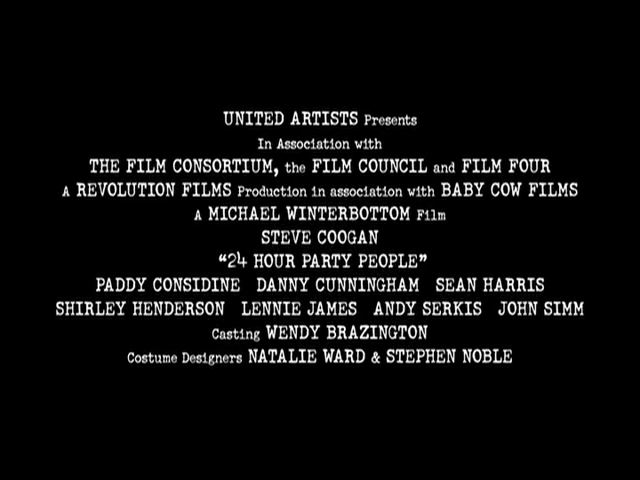 UNITED ARTISTS Presents
In Association with
THE FILM CONSORTIUM, the FILM COUNCIL and FILM FOUR
A REVOLUTION FILMS Production in association with BABY COW FILMS
A MICHAEL WINTERBOTTOM Film
STEVE COOGAN
“24 HOUR PARTY PEOPLE”
PADDY CONSIDINE DANNY CUNNINGHAM SEAN HARRIS
SHIRLEY HENDERSON LENNIE JAMES ANDY SERKIS JOHN SIMM
Casting WENDY BRAZINGTON
Costume Designers NATALIE WARD & STEPHEN NOBLE